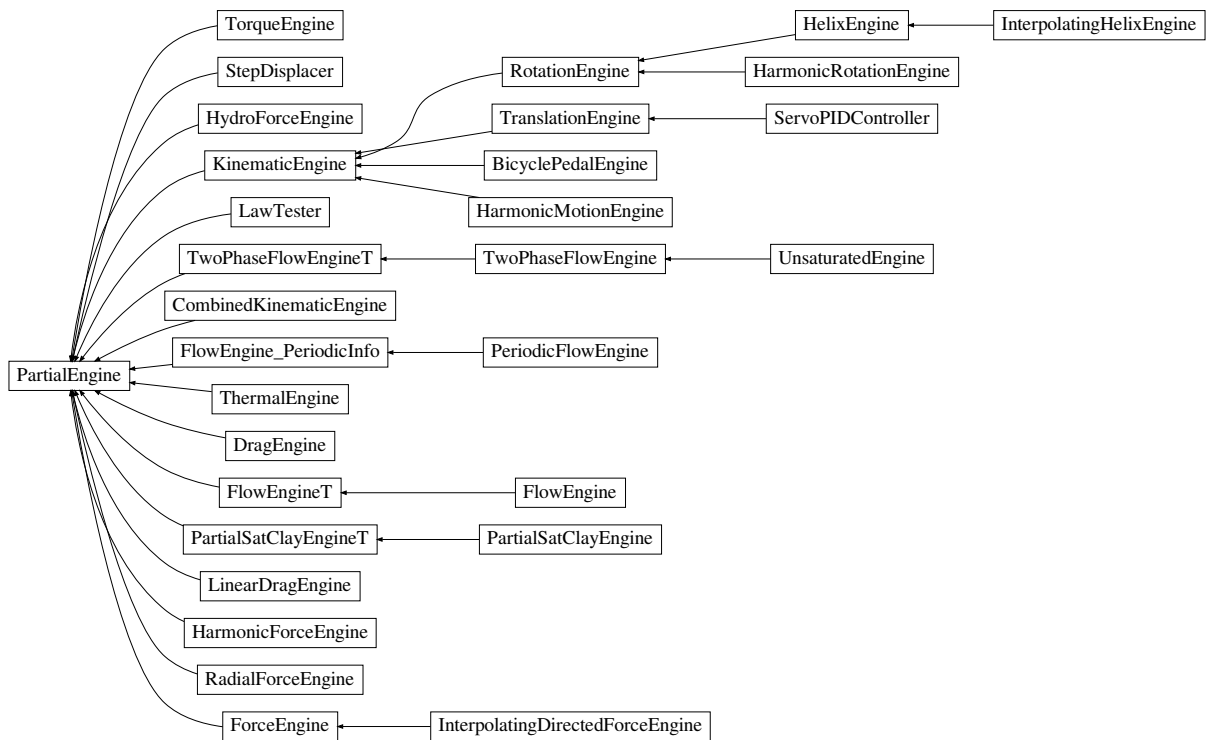 TorqueEngine
HelixEngine
InterpolatingHelixEngine
StepDisplacer
RotationEngine
HarmonicRotationEngine
HydroForceEngine
TranslationEngine
ServoPIDController
KinematicEngine
BicyclePedalEngine
LawTester
HarmonicMotionEngine
TwoPhaseFlowEngineT
TwoPhaseFlowEngine
UnsaturatedEngine
CombinedKinematicEngine
FlowEngine_PeriodicInfo
PeriodicFlowEngine
PartialEngine
ThermalEngine
DragEngine
FlowEngineT
FlowEngine
PartialSatClayEngineT
PartialSatClayEngine
LinearDragEngine
HarmonicForceEngine
RadialForceEngine
ForceEngine
InterpolatingDirectedForceEngine